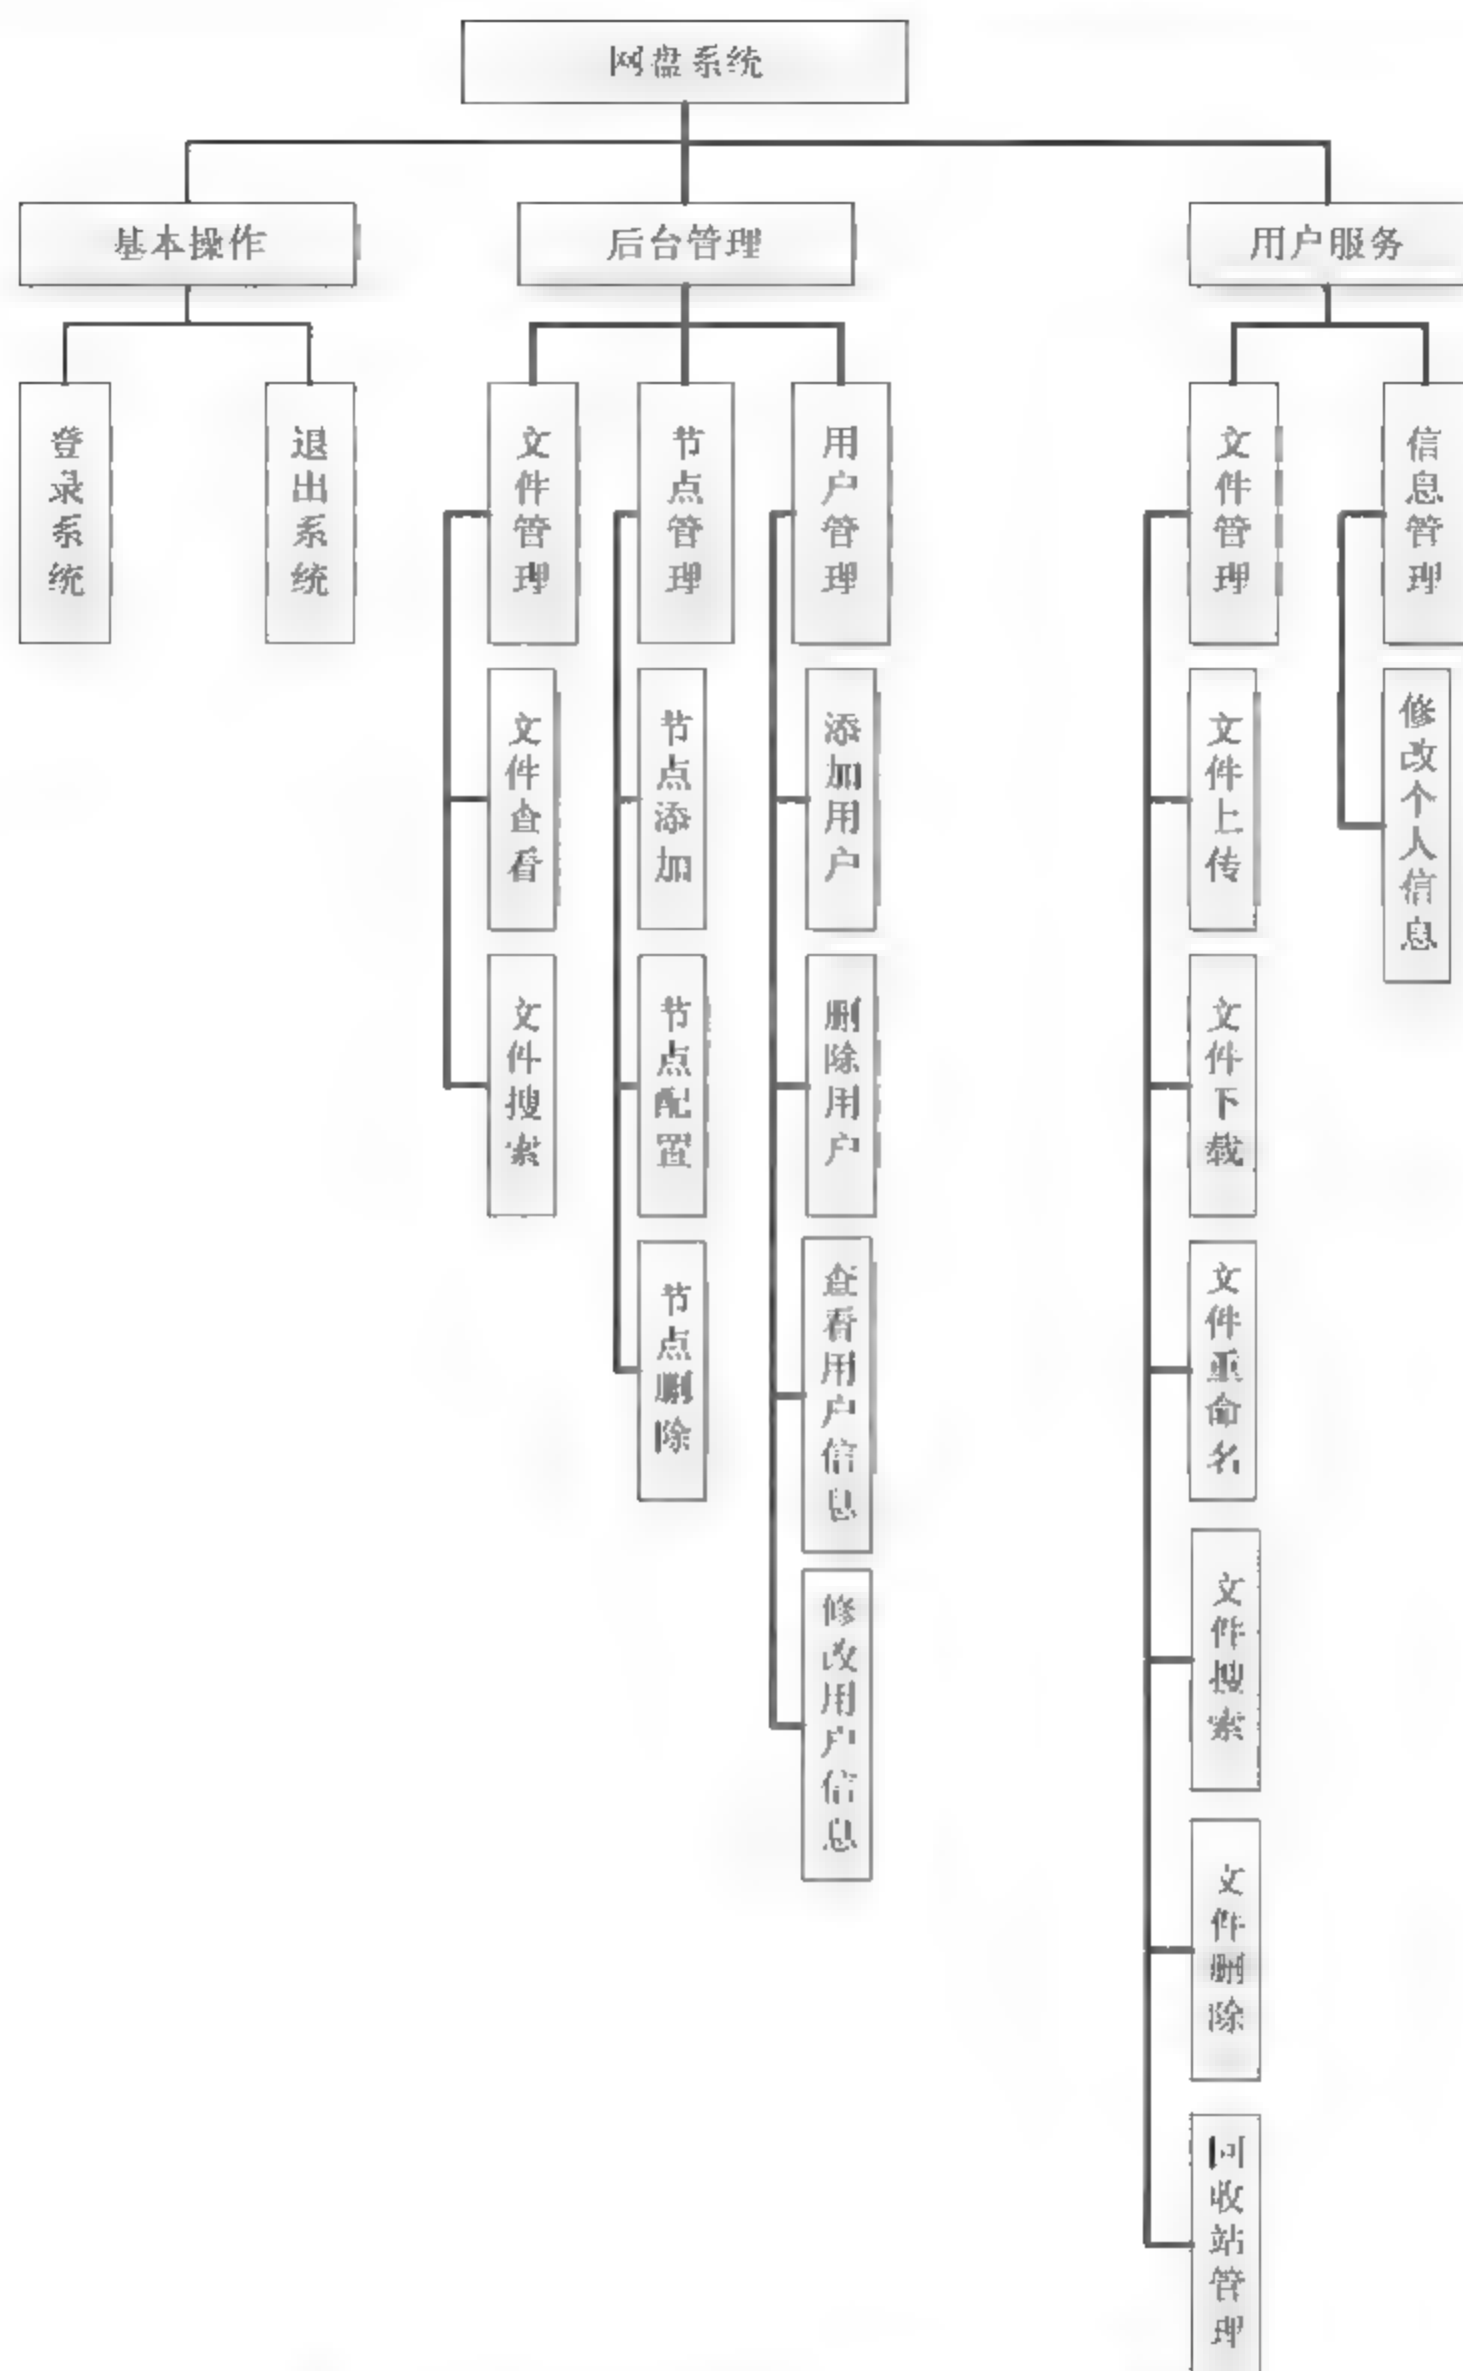 网盘系统
基本操作
后台管理
用户服务
登录系统
退出系统
文件管理
节点管理
用户管理
文件管理
信息管理
文件查看
节点添加
添加用户
文件上传
修改个人信息
文件搜索
节点配置
删除用户
文件下载
节点删除
查看用户信息
文件重命名
文件搜索
修改用户信息
文件删除
回收站管理